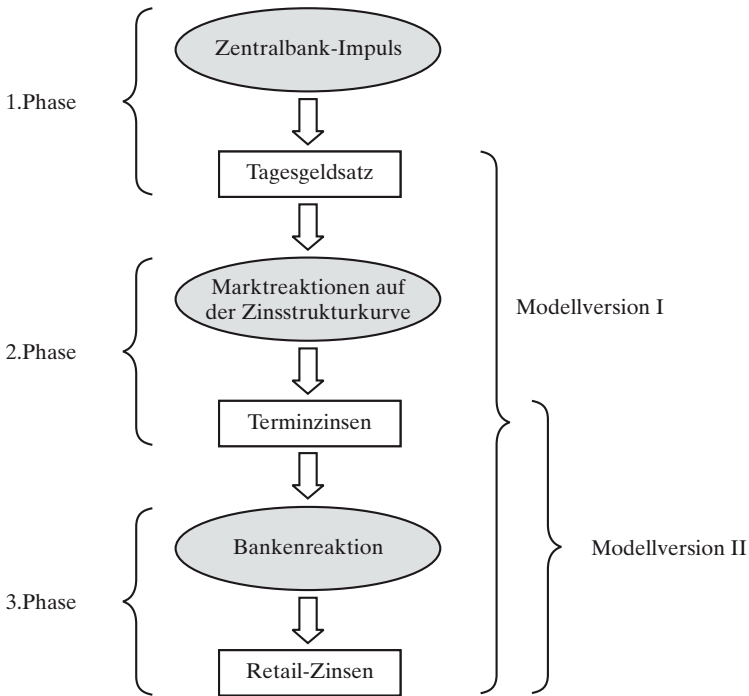 Zentralbank-Impuls
1.Phase
Tagesgeldsatz
Marktreaktionen auf
der Zinsstrukturkurve
Modellversion I
2.Phase
Terminzinsen
Bankenreaktion
Modellversion II
3.Phase
Retail-Zinsen